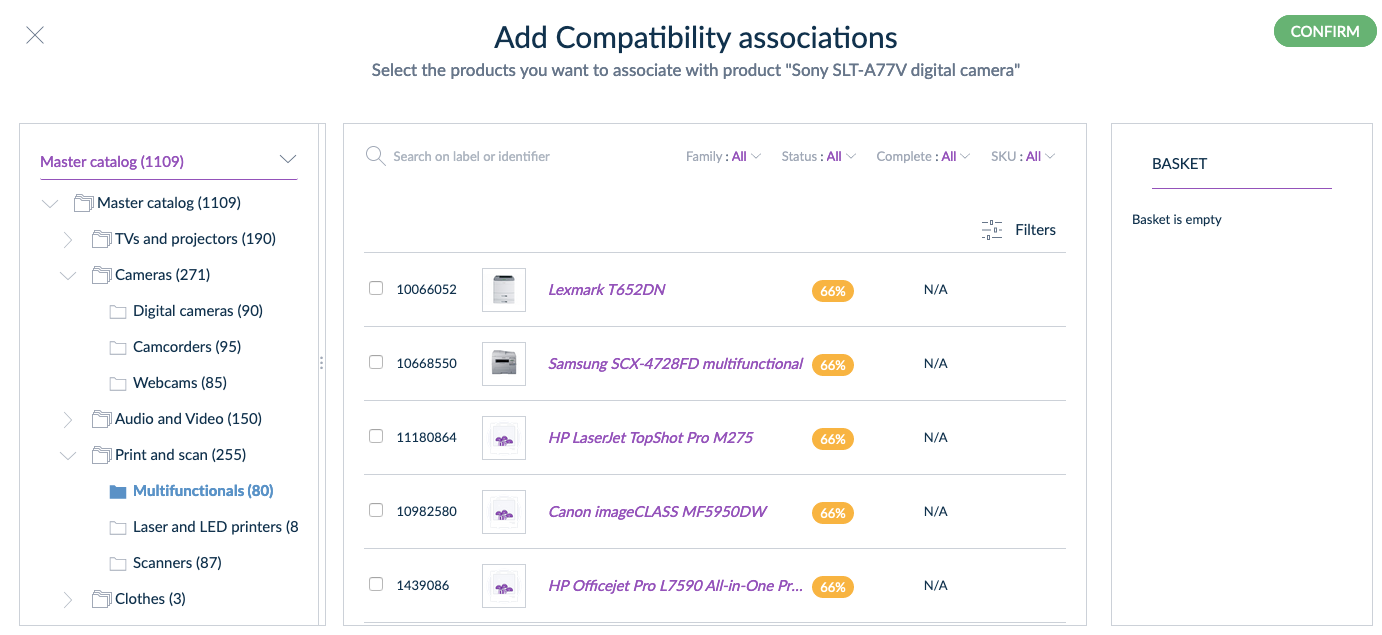 Add Compatibility associations
CONFIRM
Select the products you want to associate with product "Sony SLT-A77V digital camera"
Master catalog (1109)
Master catalog (1109)
TVs and projectors (190)
Cameras (271)
Digital cameras (90)
Camcorders (95)
Webcams (85)
Audio and Video (150)
Print and scan (255)
Multifunctionals (80)
Laser and LED printers (8
Scanners (87)
Clothes (3)
Search on label or identifier
Family : All
Status : All
Complete : All
SKU : All
Filters
10066052 Lexmark T652DN 66% N/A
10668550 Samsung SCX-4728FD multifunctional 66% N/A
11180864 HP LaserJet TopShot Pro M275 66% N/A
10982580 Canon imageCLASS MF5950DW 66% N/A
1439086 HP Officejet Pro L7590 All-in-One Pr... 66% N/A
BASKET
Basket is empty